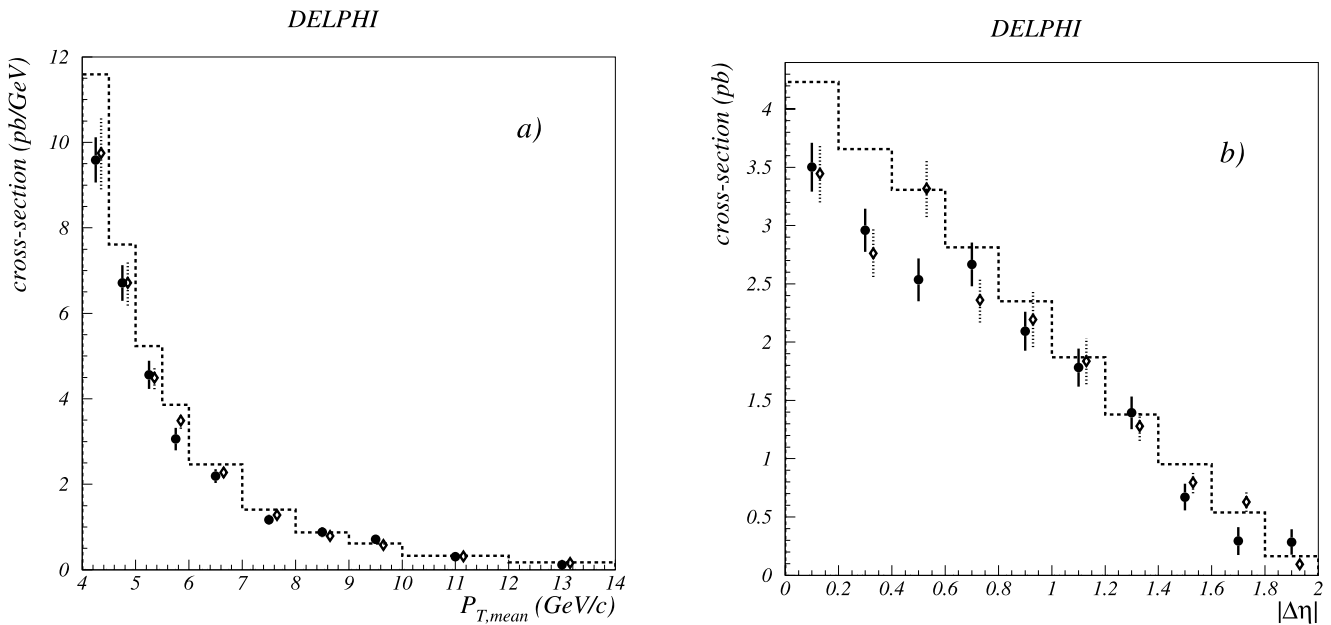 DELPHI
cross-section (pb/GeV)
12
10
8
6
4
2
0
a)
4 5 6 7 8 9 10 11 12 13 14
P_{T,mean} (GeV/c)
DELPHI
cross-section (pb)
4
3.5
3
2.5
2
1.5
1
0.5
0
b)
0 0.2 0.4 0.6 0.8 1 1.2 1.4 1.6 1.8 2
|Δη|